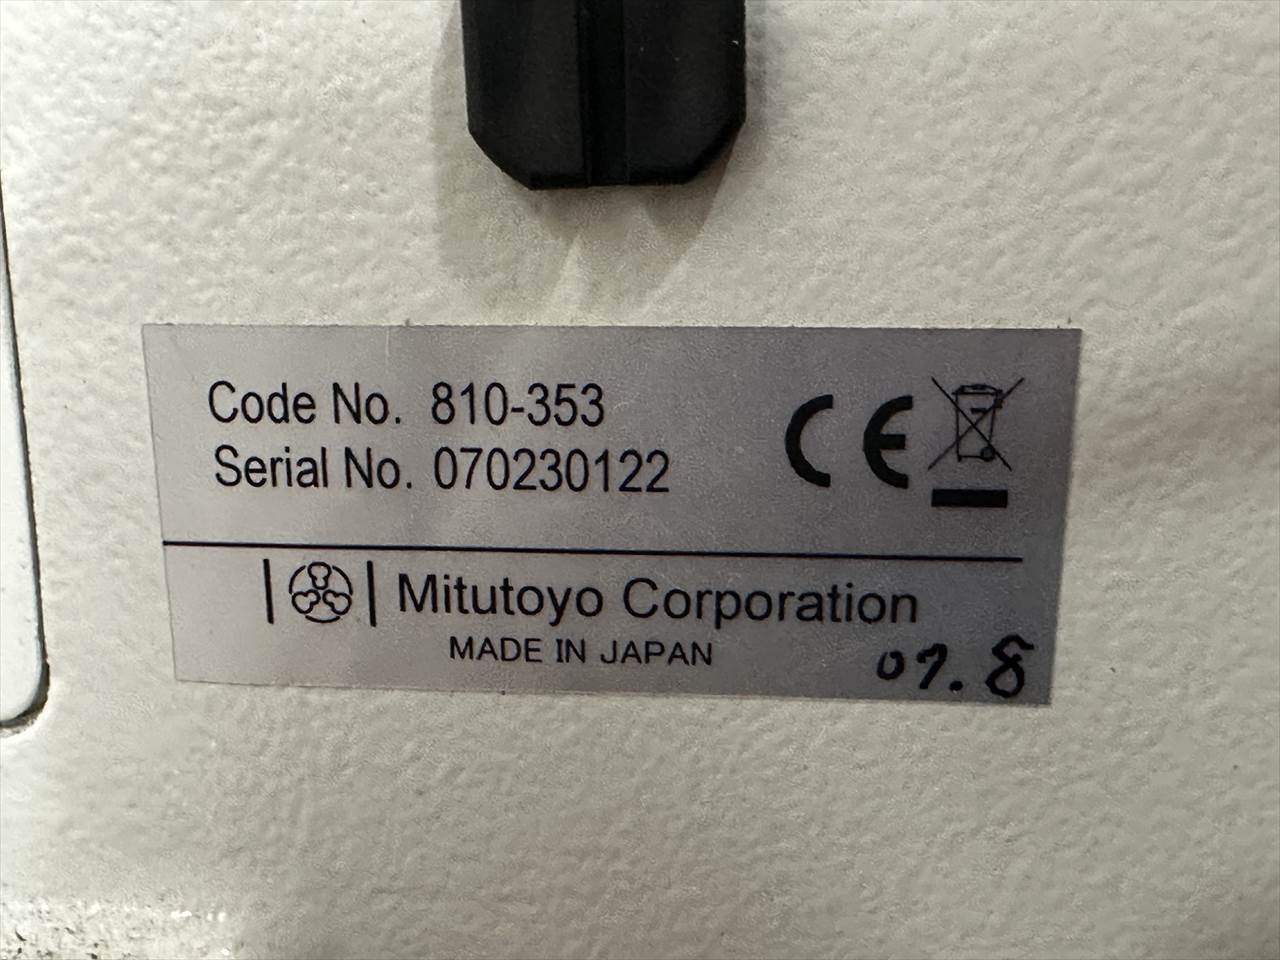 Code No. 810-353
Serial No. 070230122
CE
Mitutoyo Corporation
MADE IN JAPAN
07.8